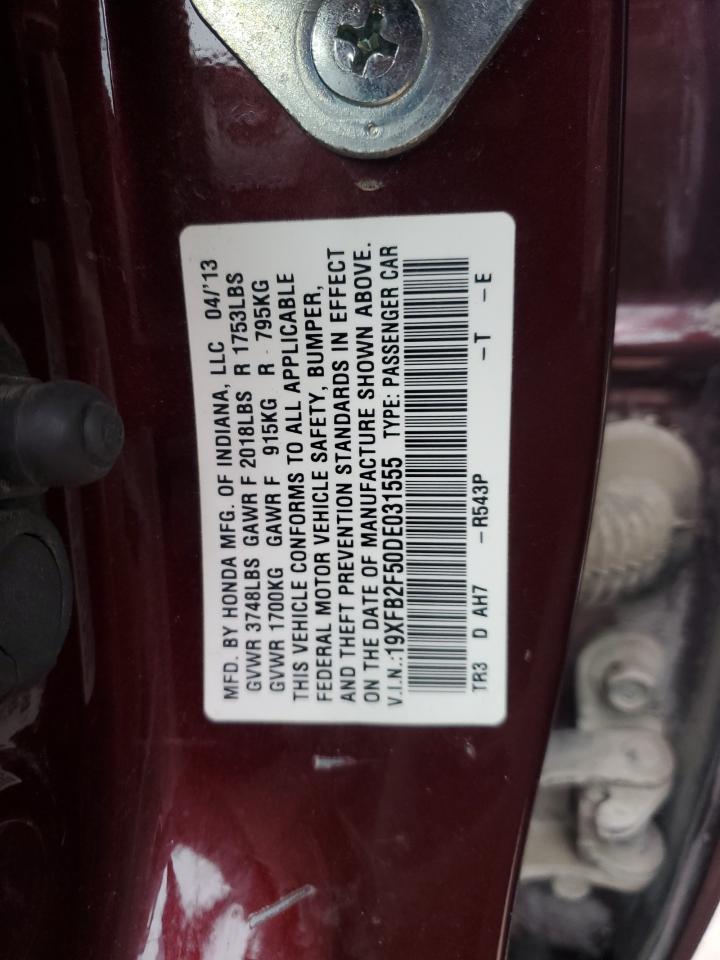 MFD. BY HONDA MFG. OF INDIANA, LLC 04/'13
GVWR 3748LBS GAWR F 2018LBS R 1753LBS
GVWR 1700KG GAWR F 915KG R 795KG
THIS VEHICLE CONFORMS TO ALL APPLICABLE
FEDERAL MOTOR VEHICLE SAFETY, BUMPER,
AND THEFT PREVENTION STANDARDS IN EFFECT
ON THE DATE OF MANUFACTURE SHOWN ABOVE.
V.I.N.:19XFB2F50DE031555 TYPE: PASSENGER CAR
TR3 D AH7 -R543P -T -E